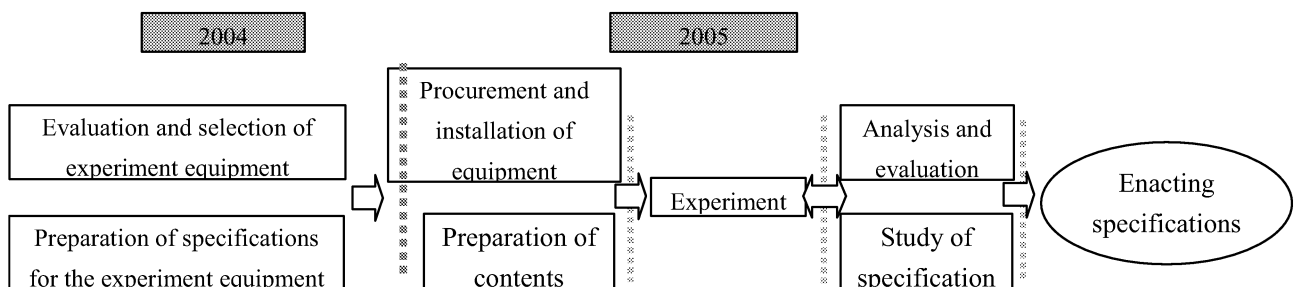 2004
2005
Evaluation and selection of
experiment equipment
Preparation of specifications
for the experiment equipment
Procurement and
installation of
equipment
Preparation of
contents
Experiment
Analysis and
evaluation
Study of
specification
Enacting
specifications